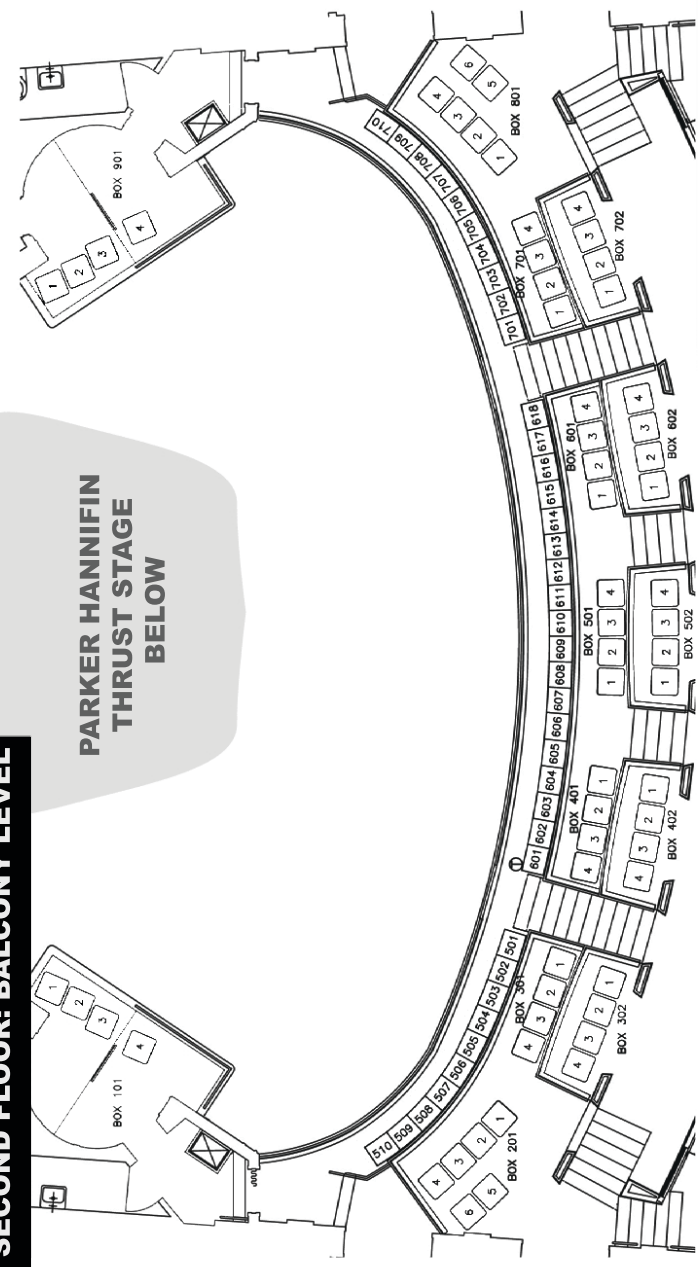 SECOND FLOOR: BALCONY LEVEL
PARKER HANNIFIN
THRUST STAGE
BELOW
1 2 3 4
BOX 101
1 2 3 4
BOX 901
510 509 508 507 506 505 504 503 502 501
601 602 603 604 605 606 607 608 609 610 611 612 613 614 615 616 617 618
701 702 703 704 705 706 707 708 709 710
6 5 4 3 2 1
BOX 201
BOX 301
4 3 2 1
4 3 2 1
BOX 302
BOX 401
4 3 2 1
4 3 2 1
BOX 402
BOX 501
1 2 3 4
1 2 3 4
BOX 502
BOX 601
1 2 3 4
1 2 3 4
BOX 602
BOX 701
1 2 3 4
1 2 3 4
BOX 702
1 2 3 4 5 6
BOX 801